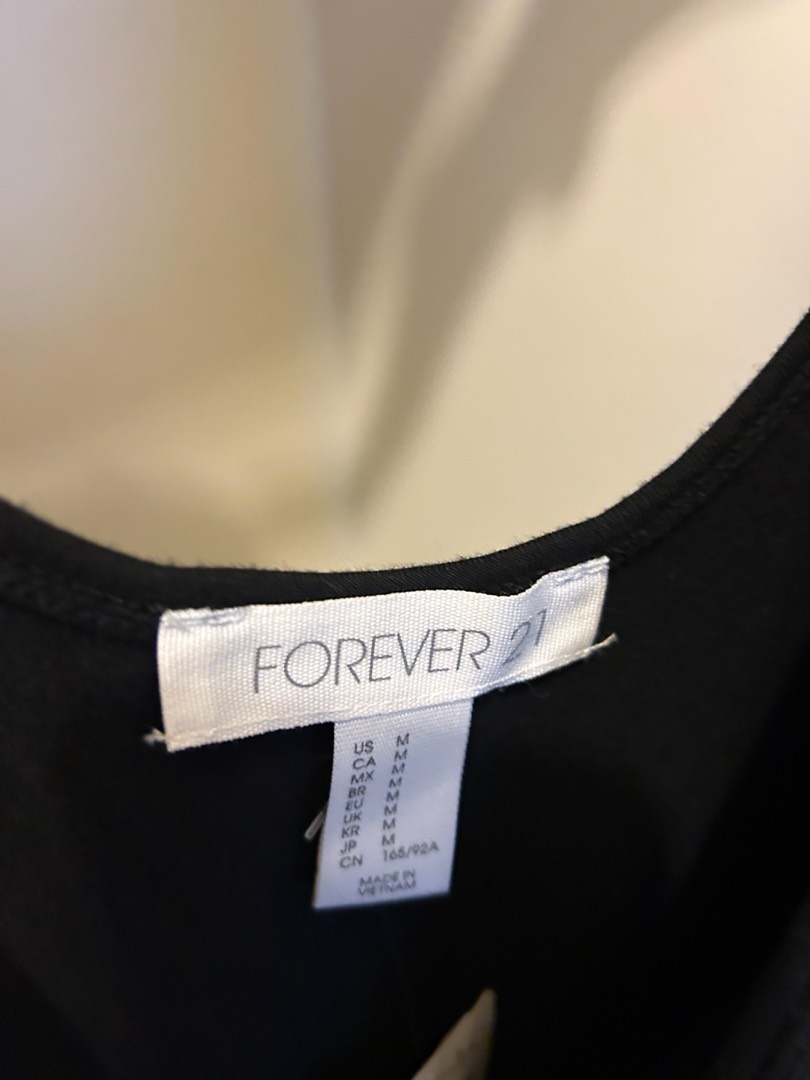 FOREVER 21
US M
CA M
MX M
BR M
EU M
UK M
KR M
JP M
CN 165/92A
MADE IN
VIETNAM